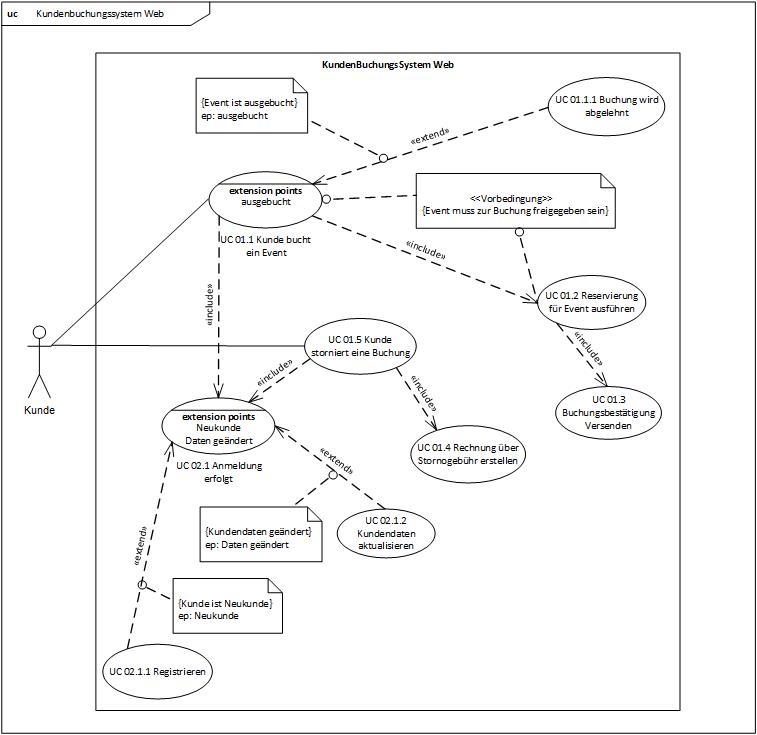 uc Kundenbuchungssystem Web
KundenBuchungsSystem Web
{Event ist ausgebucht}
ep: ausgebucht
UC 01.1.1 Buchung wird
abgelehnt
«extend»
extension points
ausgebucht
UC 01.1 Kunde bucht
ein Event
<<Vorbedingung>>
{Event muss zur Buchung freigegeben sein}
«include»
«include»
UC 01.2 Reservierung
für Event ausführen
Kunde
UC 01.5 Kunde
storniert eine Buchung
«include»
«include»
«include»
UC 01.3
Buchungsbestätigung
Versenden
extension points
Neukunde
Daten geändert
UC 02.1 Anmeldung
erfolgt
UC 01.4 Rechnung über
Stornogebühr erstellen
«extend»
{Kundendaten geändert}
ep: Daten geändert
UC 02.1.2
Kundendaten
aktualisieren
«extend»
{Kunde ist Neukunde}
ep: Neukunde
UC 02.1.1 Registrieren